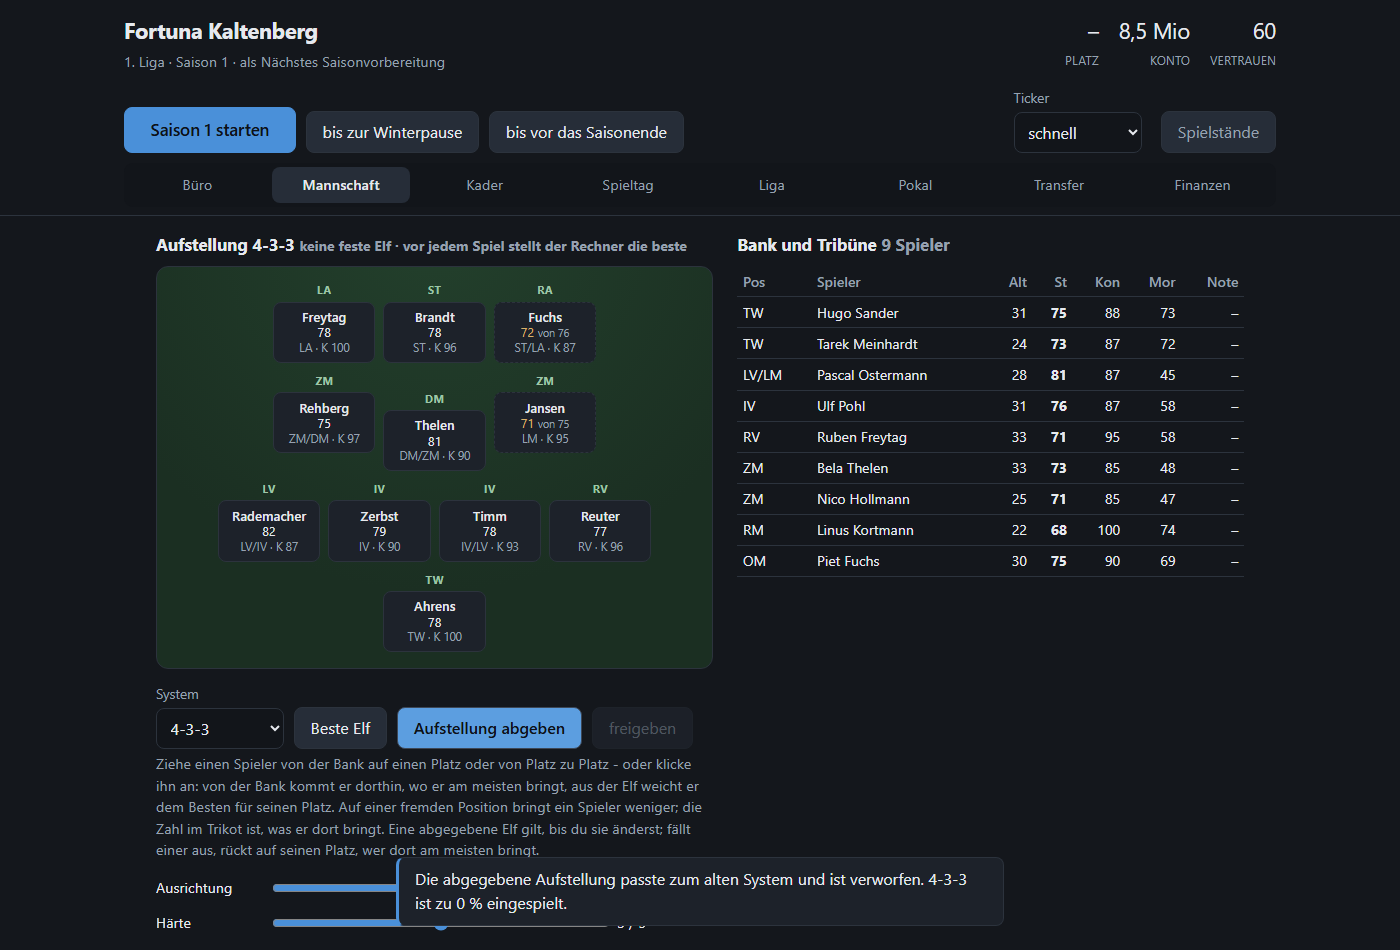 Fortuna Kaltenberg
1. Liga · Saison 1 · als Nächstes Saisonvorbereitung
– 8,5 Mio 60
PLATZ KONTO VERTRAUEN
Saison 1 starten bis zur Winterpause bis vor das Saisonende
Ticker
schnell Spielstände
Büro Mannschaft Kader Spieltag Liga Pokal Transfer Finanzen
Aufstellung 4-3-3 keine feste Elf · vor jedem Spiel stellt der Rechner die beste
LA ST RA
Freytag Brandt Fuchs
78 78 72 von 76
LA · K 100 ST · K 96 ST/LA · K 87
ZM DM ZM
Rehberg Thelen Jansen
75 81 71 von 75
ZM/DM · K 97 DM/ZM · K 90 LM · K 95
LV IV IV RV
Rademacher Zerbst Timm Reuter
82 79 78 77
LV/IV · K 87 IV · K 90 IV/LV · K 93 RV · K 96
TW
Ahrens
78
TW · K 100
System
4-3-3 Beste Elf Aufstellung abgeben freigeben
Ziehe einen Spieler von der Bank auf einen Platz oder von Platz zu Platz - oder klicke
ihn an: von der Bank kommt er dorthin, wo er am meisten bringt, aus der Elf weicht er
dem Besten für seinen Platz. Auf einer fremden Position bringt ein Spieler weniger; die
Zahl im Trikot ist, was er dort bringt. Eine abgegebene Elf gilt, bis du sie änderst; fällt
einer aus, rückt auf seinen Platz, wer dort am meisten bringt.
Ausrichtung
Härte
Bank und Tribüne 9 Spieler
Pos Spieler Alt St Kon Mor Note
TW Hugo Sander 31 75 88 73 –
TW Tarek Meinhardt 24 73 87 72 –
LV/LM Pascal Ostermann 28 81 87 45 –
IV Ulf Pohl 31 76 87 58 –
RV Ruben Freytag 33 71 95 58 –
ZM Bela Thelen 33 73 85 48 –
ZM Nico Hollmann 25 71 85 47 –
RM Linus Kortmann 22 68 100 74 –
OM Piet Fuchs 30 75 90 69 –
Die abgegebene Aufstellung passte zum alten System und ist verworfen. 4-3-3
ist zu 0 % eingespielt.